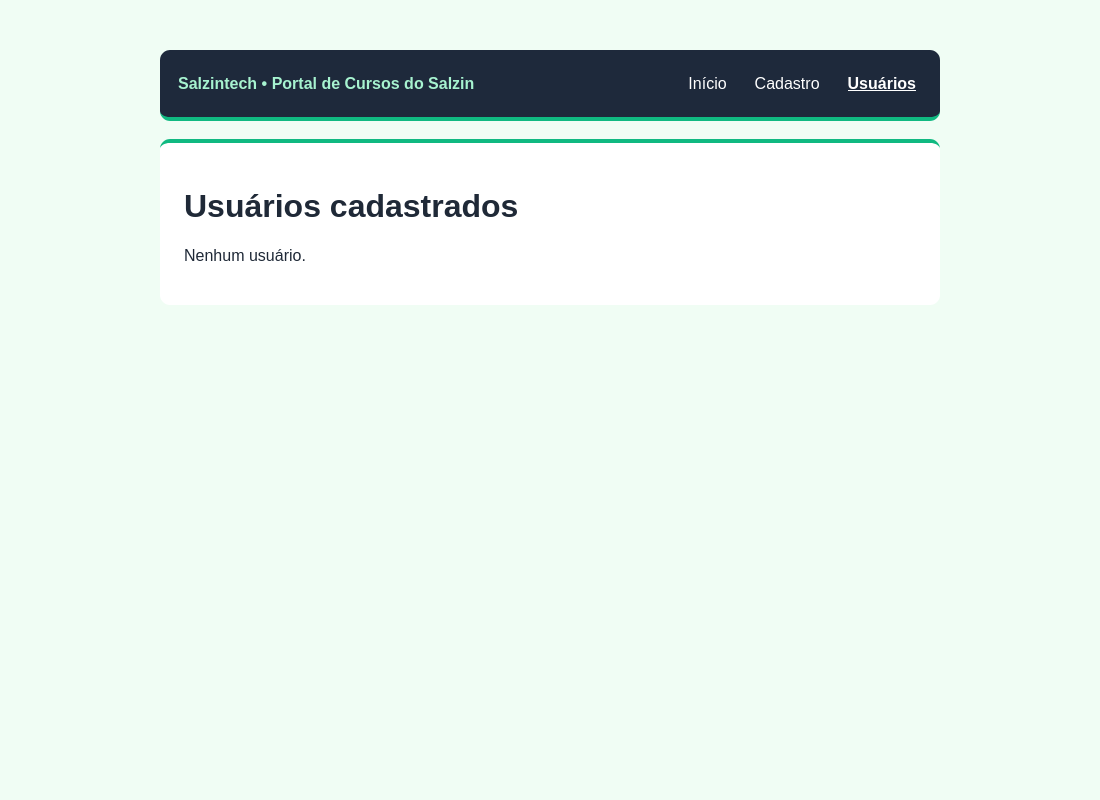 Salzintech • Portal de Cursos do Salzin
Início Cadastro Usuários
Usuários cadastrados
Nenhum usuário.